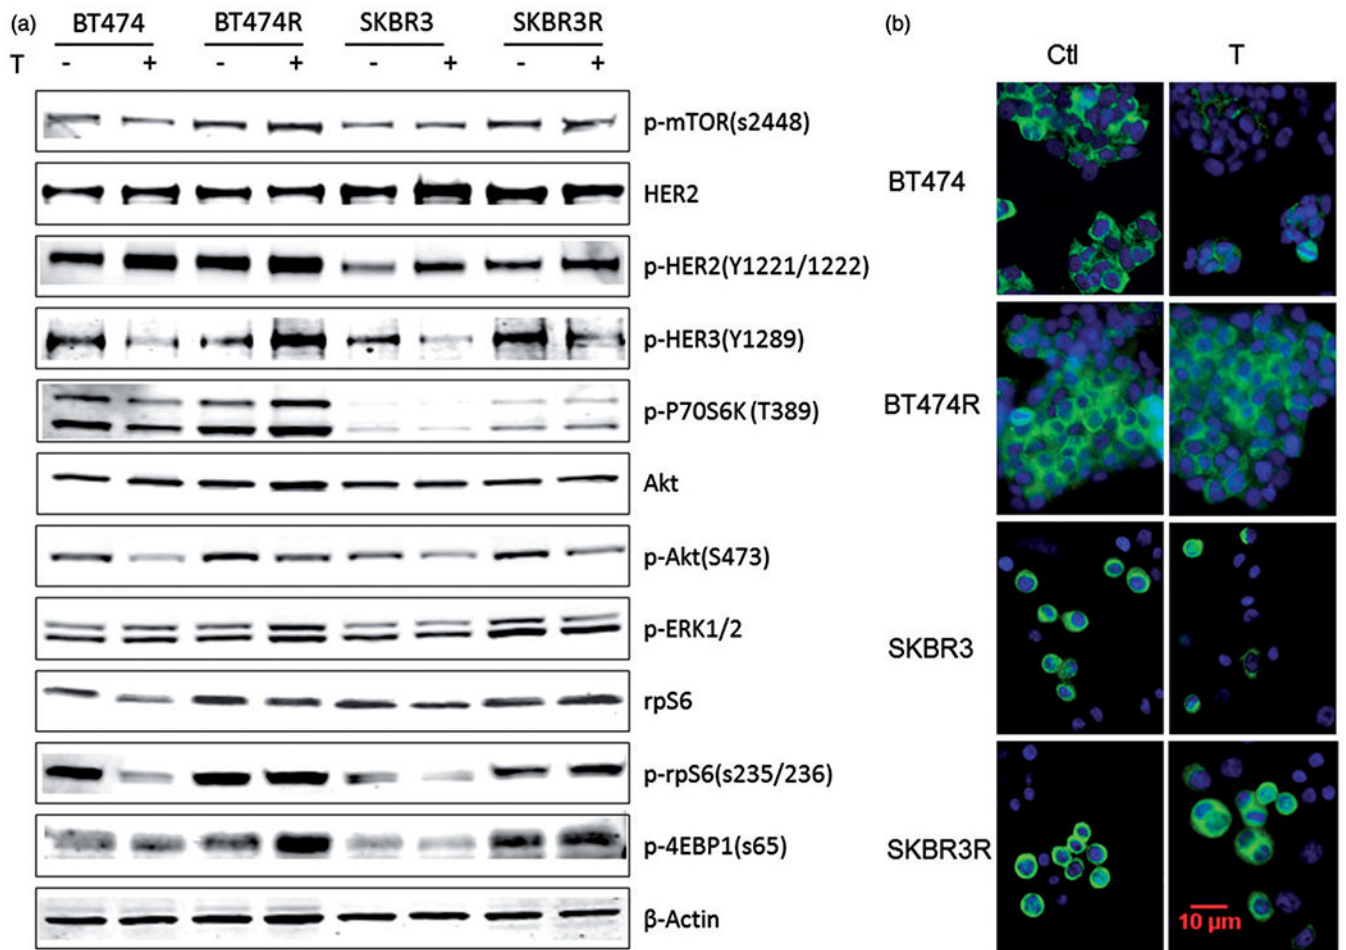 (a) BT474 BT474R SKBR3 SKBR3R
T - + - + - + - +
p-mTOR(s2448)
HER2
p-HER2(Y1221/1222)
p-HER3(Y1289)
p-P70S6K(T389)
Akt
p-Akt(S473)
p-ERK1/2
rpS6
p-rpS6(s235/236)
p-4EBP1(s65)
β-Actin
(b)
Ctl T
BT474
BT474R
SKBR3
SKBR3R
10 μm